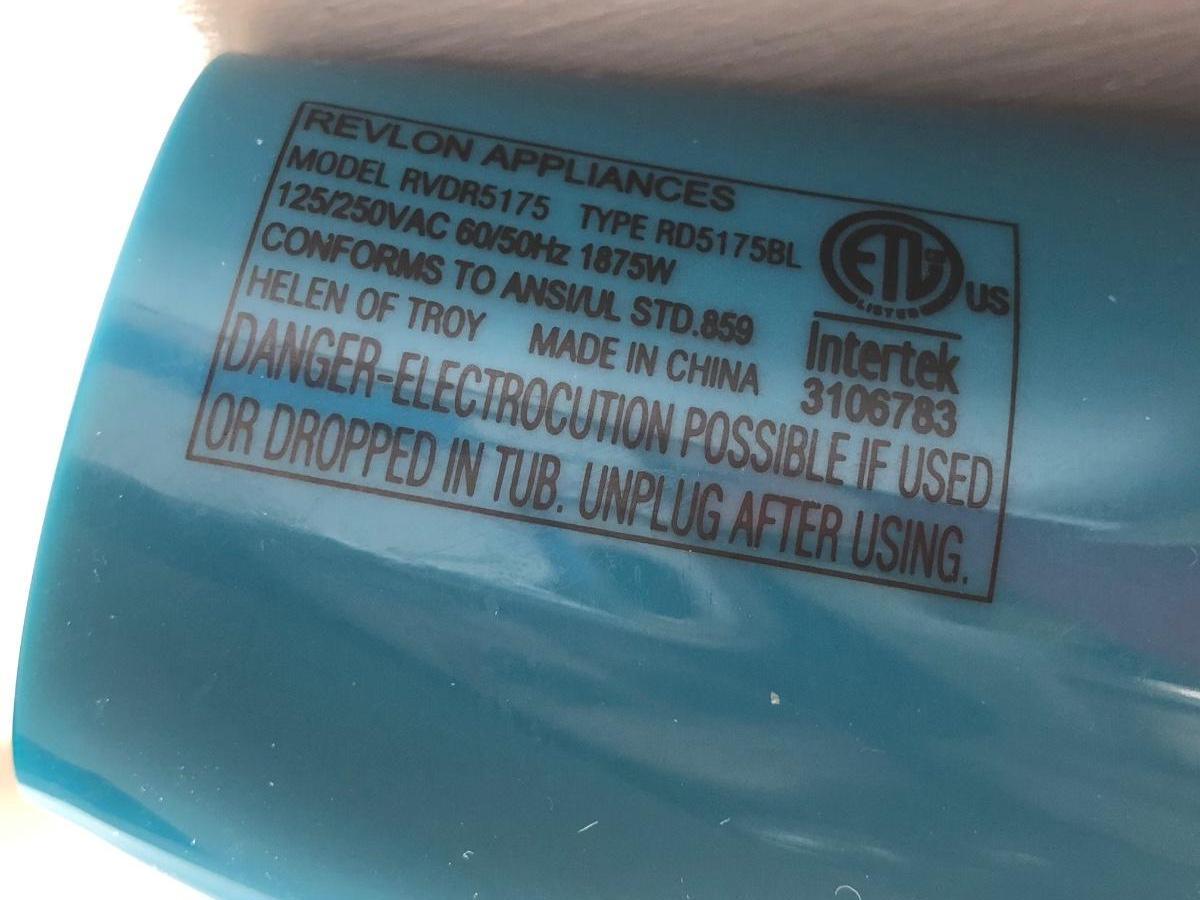 REVLON APPLIANCES
MODEL RVDR5175 TYPE RD5175BL
125/250VAC 60/50Hz 1875W
CONFORMS TO ANSI/UL STD.859
HELEN OF TROY MADE IN CHINA
ETL US
LISTED
Intertek
3106783
DANGER-ELECTROCUTION POSSIBLE IF USED
OR DROPPED IN TUB. UNPLUG AFTER USING.